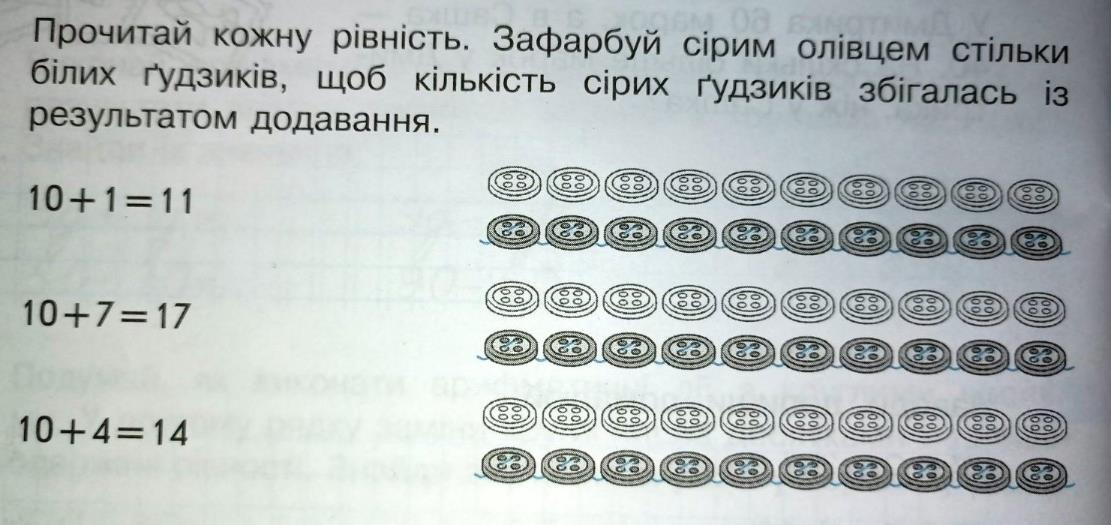 Прочитай кожну рівність. Зафарбуй сірим олівцем стільки
білих ґудзиків, щоб кількість сірих ґудзиків збігалась із
результатом додавання.
10+1=11
10+7=17
10+4=14